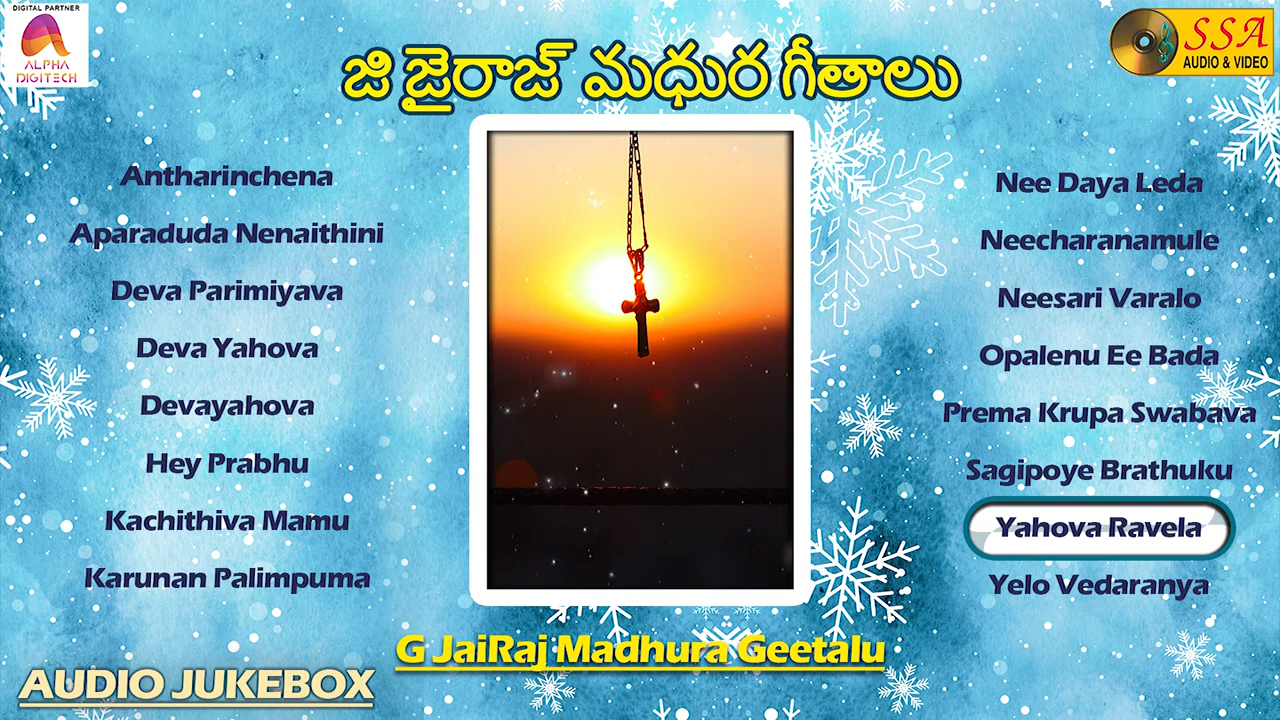 DIGITAL PARTNER
ALPHA
DIGITECH
SSA
AUDIO & VIDEO
జి జైరాజ్ మధుర గీతాలు
Antharinchena
Aparaduda Nenaithini
Deva Parimiyava
Deva Yahova
Devayahova
Hey Prabhu
Kachithiva Mamu
Karunan Palimpuma
Nee Daya Leda
Neecharanamule
Neesari Varalo
Opalenu Ee Bada
Prema Krupa Swabava
Sagipoye Brathuku
Yahova Ravela
Yelo Vedaranya
G JaiRaj Madhura Geetalu
AUDIO JUKEBOX